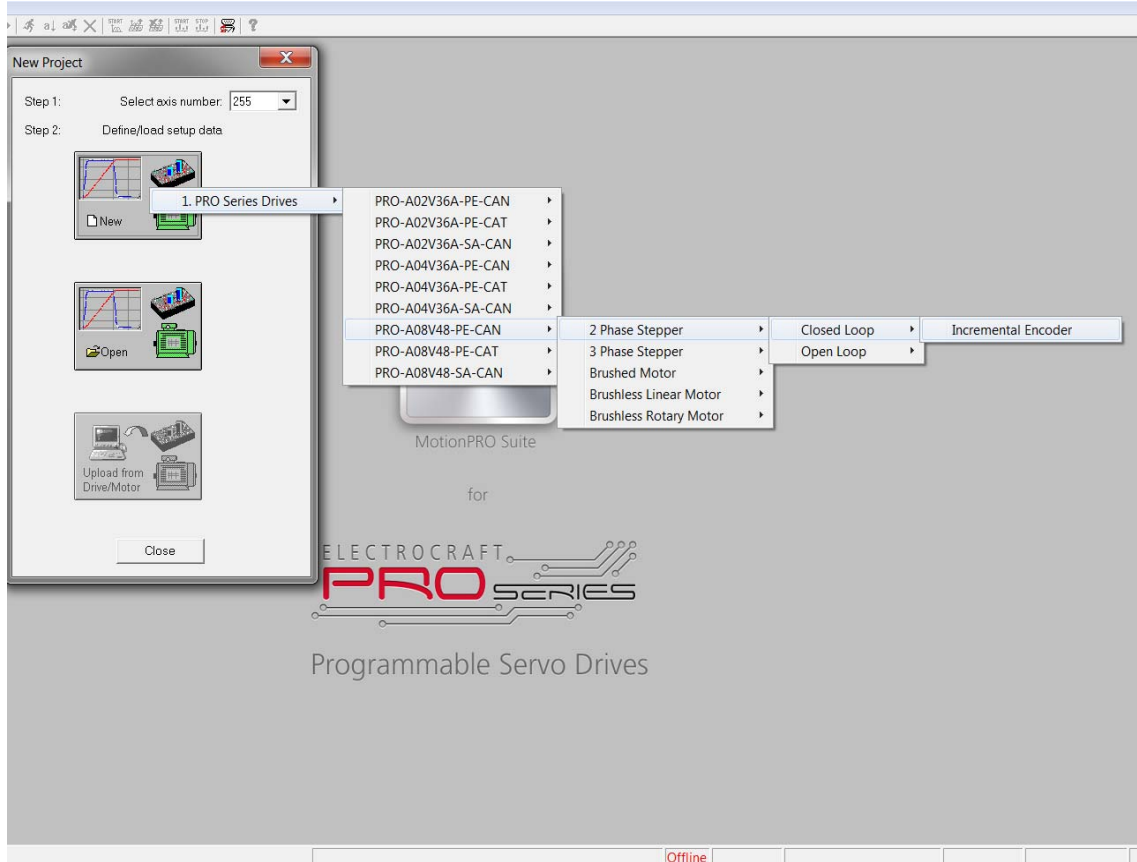 START
START STOP
?
New Project
X
Step 1: Select axis number: 255
Step 2: Define/load setup data
New
Open
Upload from
Drive/Motor
Close
1. PRO Series Drives
PRO-A02V36A-PE-CAN
PRO-A02V36A-PE-CAT
PRO-A02V36A-SA-CAN
PRO-A04V36A-PE-CAN
PRO-A04V36A-PE-CAT
PRO-A04V36A-SA-CAN
PRO-A08V48-PE-CAN
PRO-A08V48-PE-CAT
PRO-A08V48-SA-CAN
2 Phase Stepper
3 Phase Stepper
Brushed Motor
Brushless Linear Motor
Brushless Rotary Motor
Closed Loop
Open Loop
Incremental Encoder
MotionPRO Suite
for
ELECTROCRAFT
PRO SERIES
Programmable Servo Drives
Offline